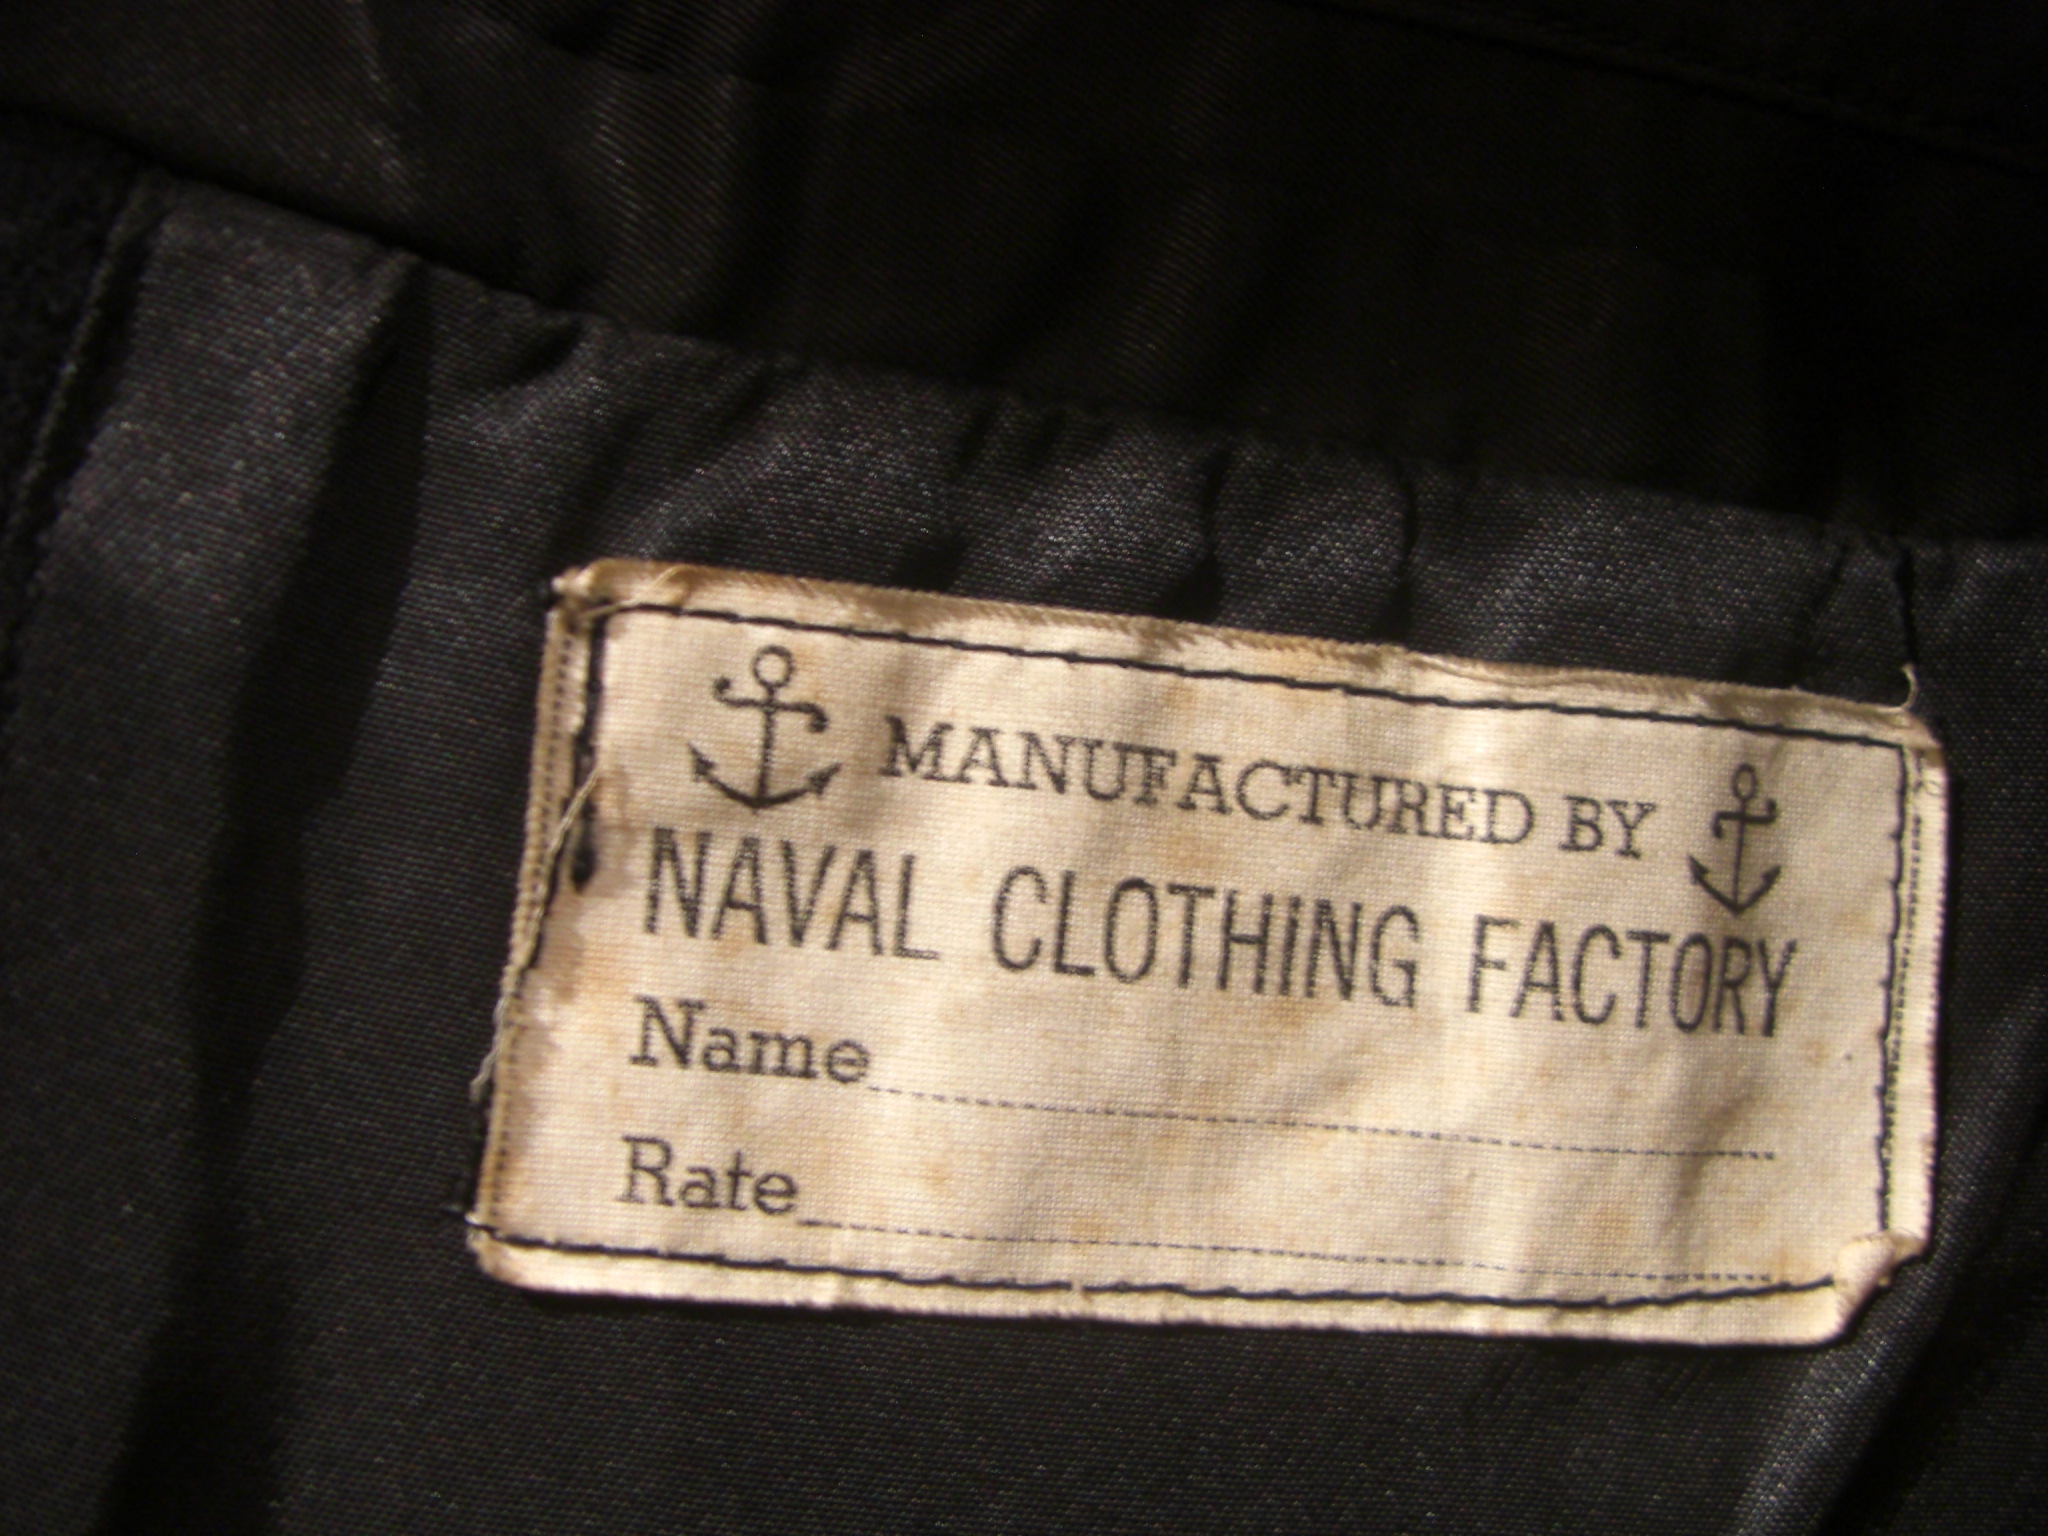 MANUFACTURED BY
NAVAL CLOTHING FACTORY
Name
Rate